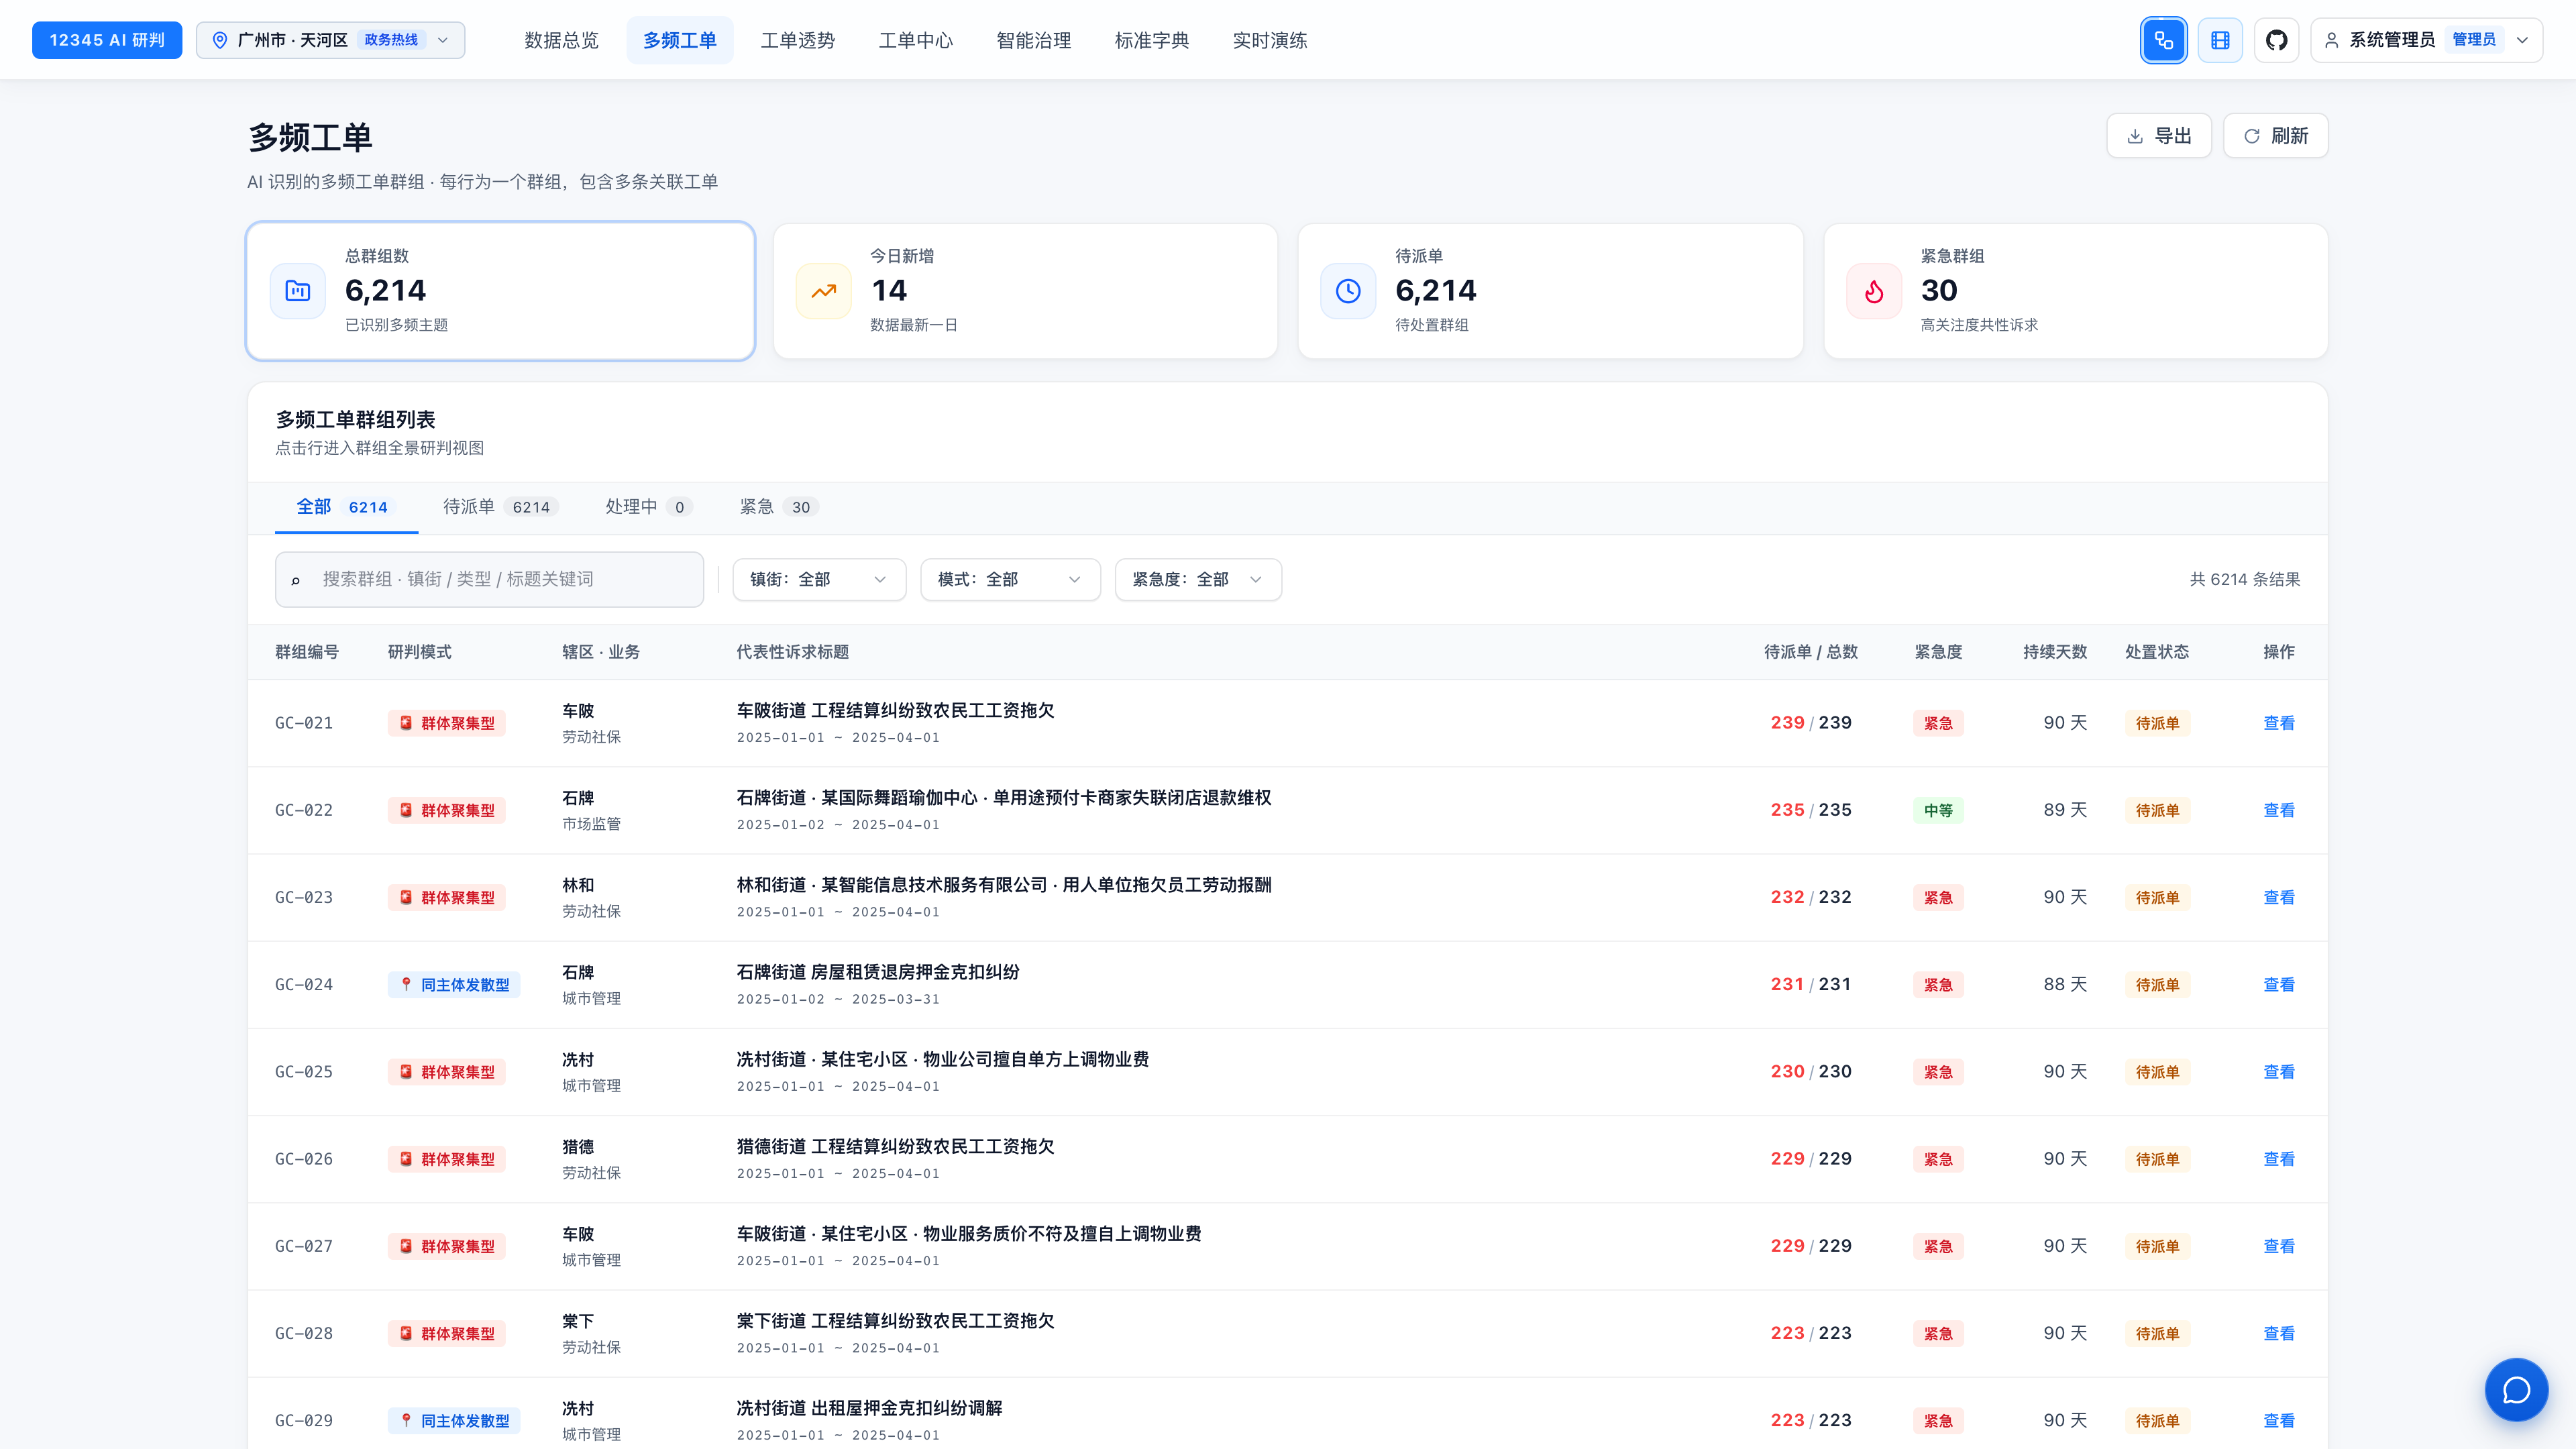 12345 AI 研判
广州市 · 天河区 政务热线
数据总览 多频工单 工单透势 工单中心 智能治理 标准字典 实时演练
系统管理员 管理员
多频工单
导出 刷新
AI 识别的多频工单群组 · 每行为一个群组，包含多条关联工单
总群组数
6,214
已识别多频主题
今日新增
14
数据最新一日
待派单
6,214
待处置群组
紧急群组
30
高关注度共性诉求
多频工单群组列表
点击行进入群组全景研判视图
全部 6214 待派单 6214 处理中 0 紧急 30
搜索群组 · 镇街 / 类型 / 标题关键词 镇街：全部 模式：全部 紧急度：全部 共 6214 条结果
群组编号 研判模式 辖区 · 业务 代表性诉求标题 待派单 / 总数 紧急度 持续天数 处置状态 操作
GC-021 群体聚集型 车陂 车陂街道 工程结算纠纷致农民工工资拖欠 239 / 239 紧急 90 天 待派单 查看
劳动社保 2025-01-01 ~ 2025-04-01
GC-022 群体聚集型 石牌 石牌街道 · 某国际舞蹈瑜伽中心 · 单用途预付卡商家失联闭店退款维权 235 / 235 中等 89 天 待派单 查看
市场监管 2025-01-02 ~ 2025-04-01
GC-023 群体聚集型 林和 林和街道 · 某智能信息技术服务有限公司 · 用人单位拖欠员工劳动报酬 232 / 232 紧急 90 天 待派单 查看
劳动社保 2025-01-01 ~ 2025-04-01
GC-024 同主体发散型 石牌 石牌街道 房屋租赁退房押金克扣纠纷 231 / 231 紧急 88 天 待派单 查看
城市管理 2025-01-02 ~ 2025-03-31
GC-025 群体聚集型 冼村 冼村街道 · 某住宅小区 · 物业公司擅自单方上调物业费 230 / 230 紧急 90 天 待派单 查看
城市管理 2025-01-01 ~ 2025-04-01
GC-026 群体聚集型 猎德 猎德街道 工程结算纠纷致农民工工资拖欠 229 / 229 紧急 90 天 待派单 查看
劳动社保 2025-01-01 ~ 2025-04-01
GC-027 群体聚集型 车陂 车陂街道 · 某住宅小区 · 物业服务质价不符及擅自上调物业费 229 / 229 紧急 90 天 待派单 查看
城市管理 2025-01-01 ~ 2025-04-01
GC-028 群体聚集型 棠下 棠下街道 工程结算纠纷致农民工工资拖欠 223 / 223 紧急 90 天 待派单 查看
劳动社保 2025-01-01 ~ 2025-04-01
GC-029 同主体发散型 冼村 冼村街道 出租屋押金克扣纠纷调解 223 / 223 紧急 90 天 待派单 查看
城市管理 2025-01-01 ~ 2025-04-01